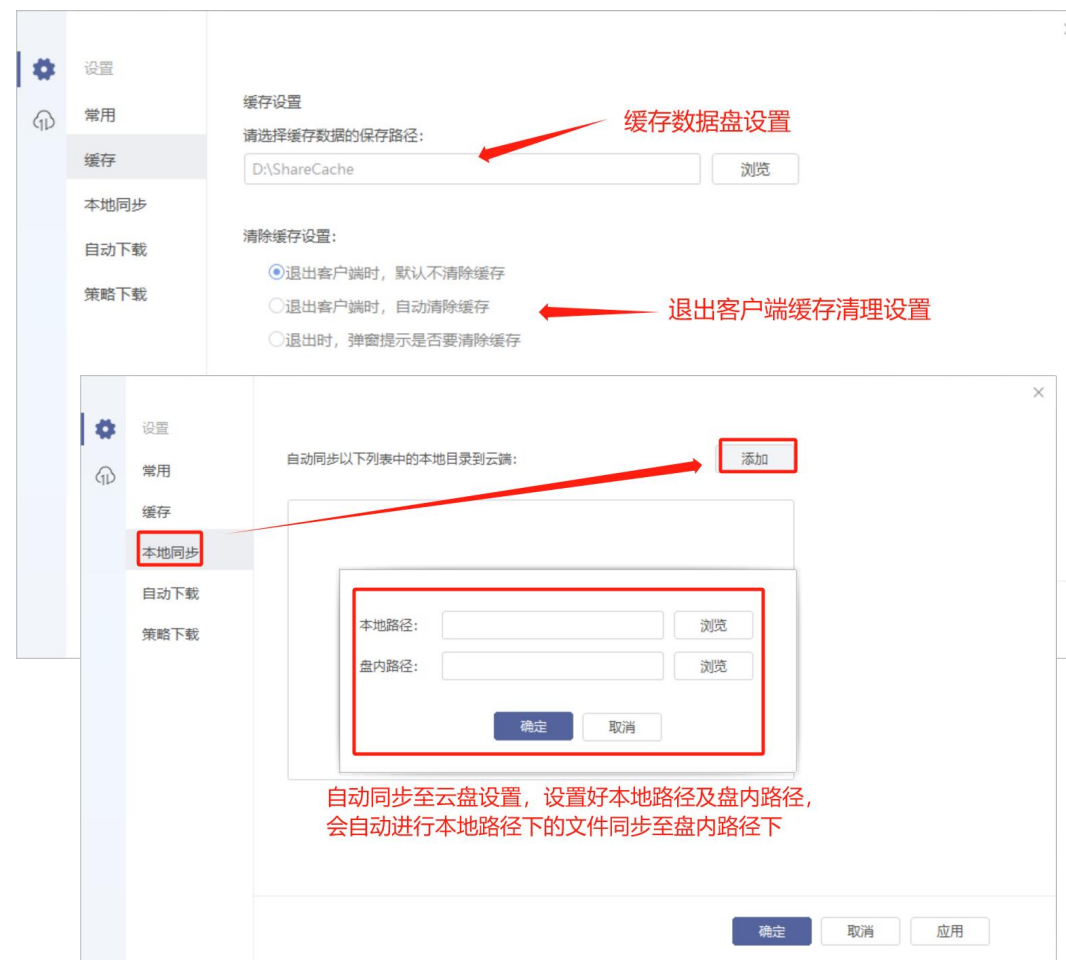 设置
常用
缓存
本地同步
自动下载
策略下载
缓存设置
请选择缓存数据的保存路径：
D:\ShareCache
浏览
缓存数据盘设置
清除缓存设置：
退出客户端时，默认不清除缓存
退出客户端时，自动清除缓存
退出时，弹窗提示是否要清除缓存
退出客户端缓存清理设置
设置
常用
缓存
本地同步
自动下载
策略下载
自动同步以下列表中的本地目录到云端：
添加
本地路径：
浏览
盘内路径：
浏览
确定
取消
自动同步至云盘设置，设置好本地路径及盘内路径，
会自动进行本地路径下的文件同步至盘内路径下
确定
取消
应用